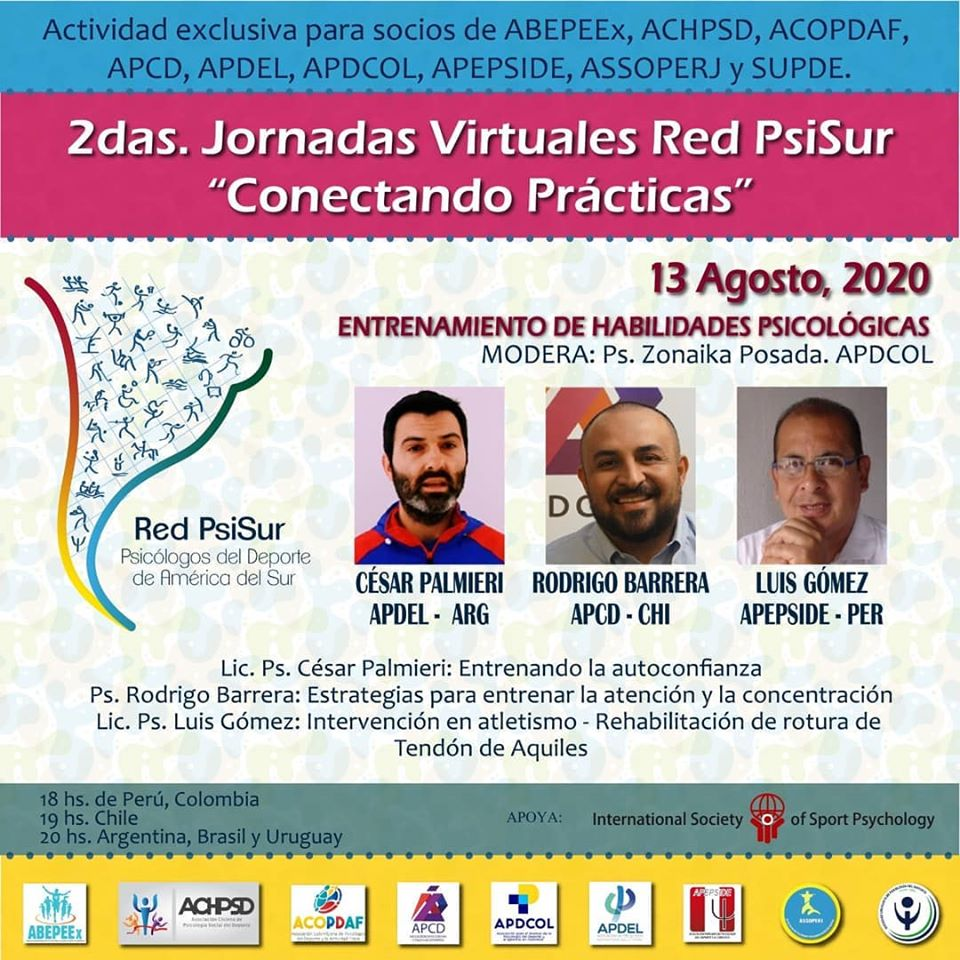 Actividad exclusiva para socios de ABEPEEx, ACHPSD, ACOPDAF,
APCD, APDEL, APDCOL, APEPSIDE, ASSOPERJ y SUPDE.
2das. Jornadas Virtuales Red PsiSur
“Conectando Prácticas”
13 Agosto, 2020
ENTRENAMIENTO DE HABILIDADES PSICOLÓGICAS
MODERA: Ps. Zonaika Posada. APDCOL
Red PsiSur
Psicólogos del Deporte
de América del Sur
DO
CÉSAR PALMIERI
APDEL - ARG
RODRIGO BARRERA
APCD - CHI
LUIS GÓMEZ
APEPSIDE - PER
Lic. Ps. César Palmieri: Entrenando la autoconfianza
Ps. Rodrigo Barrera: Estrategias para entrenar la atención y la concentración
Lic. Ps. Luis Gómez: Intervención en atletismo - Rehabilitación de rotura de
Tendón de Aquiles
18 hs. de Perú, Colombia
19 hs. Chile
20 hs. Argentina, Brasil y Uruguay
APOYA:
International Society of Sport Psychology
ABEPEEx
ACHPSD
Asociación Chilena de
Psicología Social del Deporte
ACOPDAF
APCD
APDCOL
APDEL
APEPSIDE
ASSOPERJ